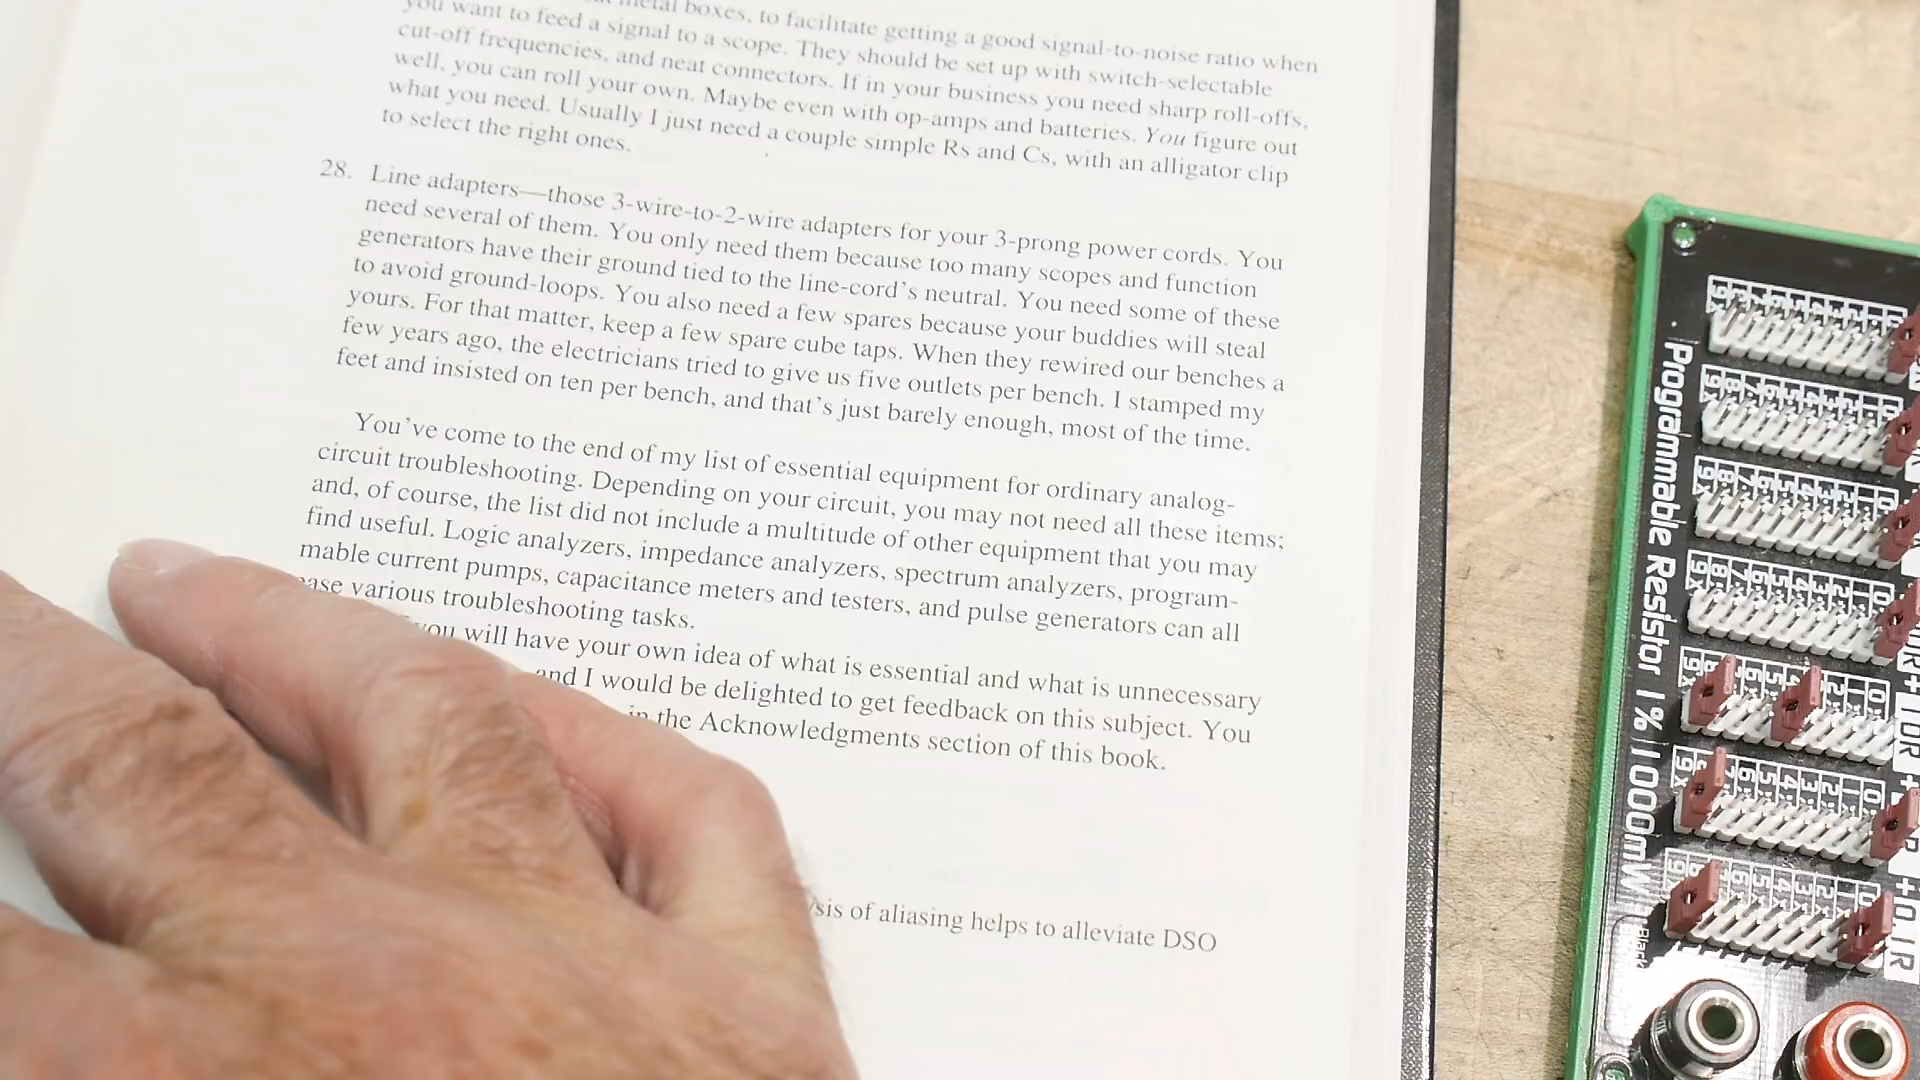 metal boxes, to facilitate getting a good signal-to-noise ratio when
you want to feed a signal to a scope. They should be set up with switch-selectable
cut-off frequencies, and neat connectors. If in your business you need sharp roll-offs,
well, you can roll your own. Maybe even with op-amps and batteries. You figure out
what you need. Usually I just need a couple simple Rs and Cs, with an alligator clip
to select the right ones.
28. Line adapters—those 3-wire-to-2-wire adapters for your 3-prong power cords. You
need several of them. You only need them because too many scopes and function
generators have their ground tied to the line-cord's neutral. You need some of these
to avoid ground-loops. You also need a few spares because your buddies will steal
yours. For that matter, keep a few spare cube taps. When they rewired our benches a
few years ago, the electricians tried to give us five outlets per bench. I stamped my
feet and insisted on ten per bench, and that's just barely enough, most of the time.
You've come to the end of my list of essential equipment for ordinary analog-
circuit troubleshooting. Depending on your circuit, you may not need all these items;
and, of course, the list did not include a multitude of other equipment that you may
find useful. Logic analyzers, impedance analyzers, spectrum analyzers, program-
mable current pumps, capacitance meters and testers, and pulse generators can all
ase various troubleshooting tasks.
you will have your own idea of what is essential and what is unnecessary
and I would be delighted to get feedback on this subject. You
in the Acknowledgments section of this book.
sis of aliasing helps to alleviate DSO
Programmable Resistor 1% 1000mW